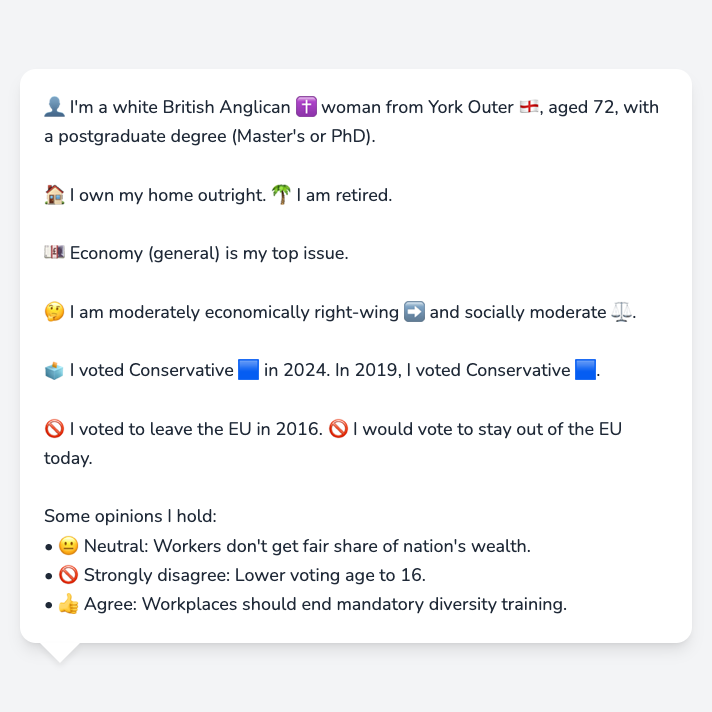 👤 I'm a white British Anglican ✝️ woman from York Outer 🏴󠁧󠁢󠁥󠁮󠁧󠁿, aged 72, with
a postgraduate degree (Master's or PhD).
🏠 I own my home outright. 🌴 I am retired.
💷 Economy (general) is my top issue.
🤔 I am moderately economically right-wing ➡️ and socially moderate ⚖️.
🗳️ I voted Conservative 🟦 in 2024. In 2019, I voted Conservative 🟦.
🚫 I voted to leave the EU in 2016. 🚫 I would vote to stay out of the EU
today.
Some opinions I hold:
• 😐 Neutral: Workers don't get fair share of nation's wealth.
• 🚫 Strongly disagree: Lower voting age to 16.
• 👍 Agree: Workplaces should end mandatory diversity training.